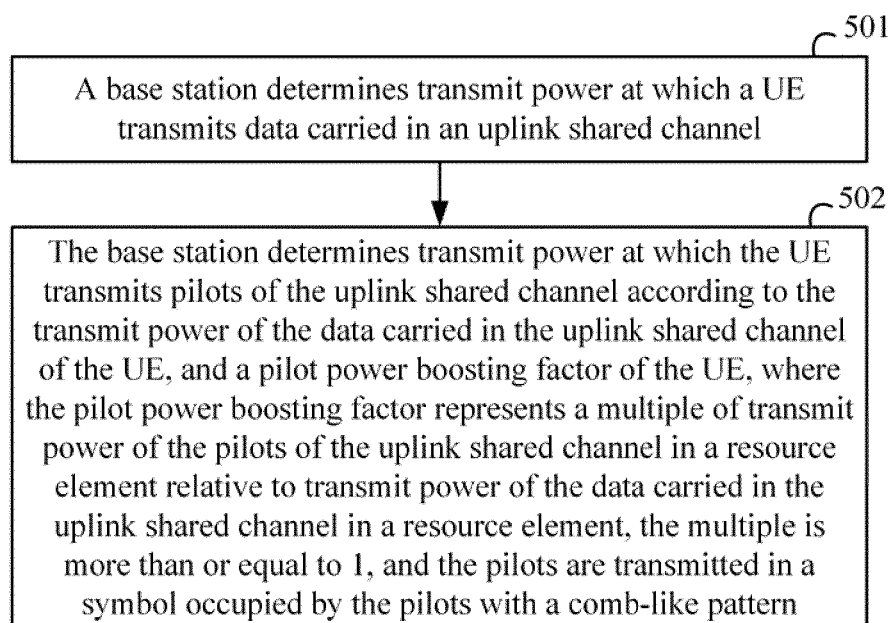 501
A base station determines transmit power at which a UE
transmits data carried in an uplink shared channel
502
The base station determines transmit power at which the UE
transmits pilots of the uplink shared channel according to the
transmit power of the data carried in the uplink shared channel
of the UE, and a pilot power boosting factor of the UE, where
the pilot power boosting factor represents a multiple of transmit
power of the pilots of the uplink shared channel in a resource
element relative to transmit power of the data carried in the
uplink shared channel in a resource element, the multiple is
more than or equal to 1, and the pilots are transmitted in a
symbol occupied by the pilots with a comb-like pattern